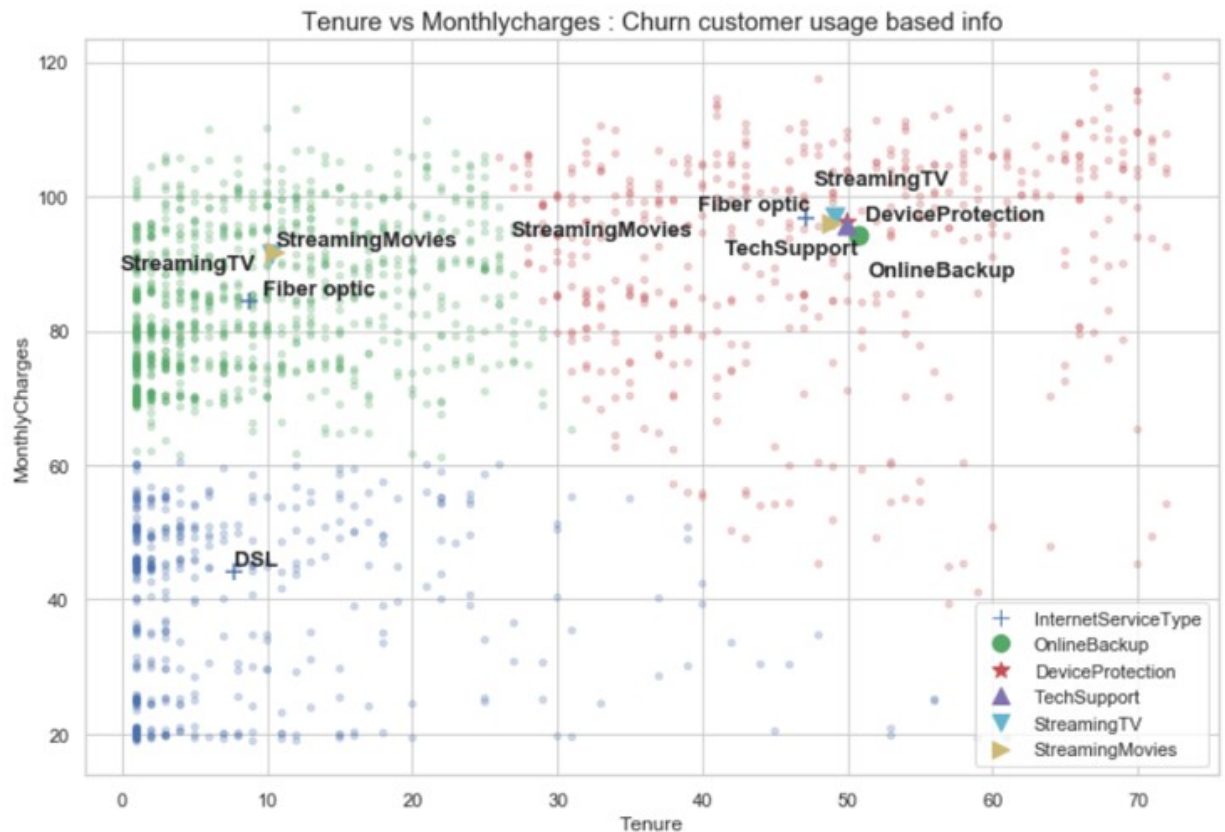 Tenure vs Monthlycharges : Churn customer usage based info
MonthlyCharges
120
100
80
60
40
20
StreamingTV
Fiber optic
DeviceProtection
StreamingMovies
StreamingMovies
TechSupport
StreamingTV
OnlineBackup
Fiber optic
DSL
InternetServiceType
OnlineBackup
DeviceProtection
TechSupport
StreamingTV
StreamingMovies
0 10 20 30 40 50 60 70
Tenure